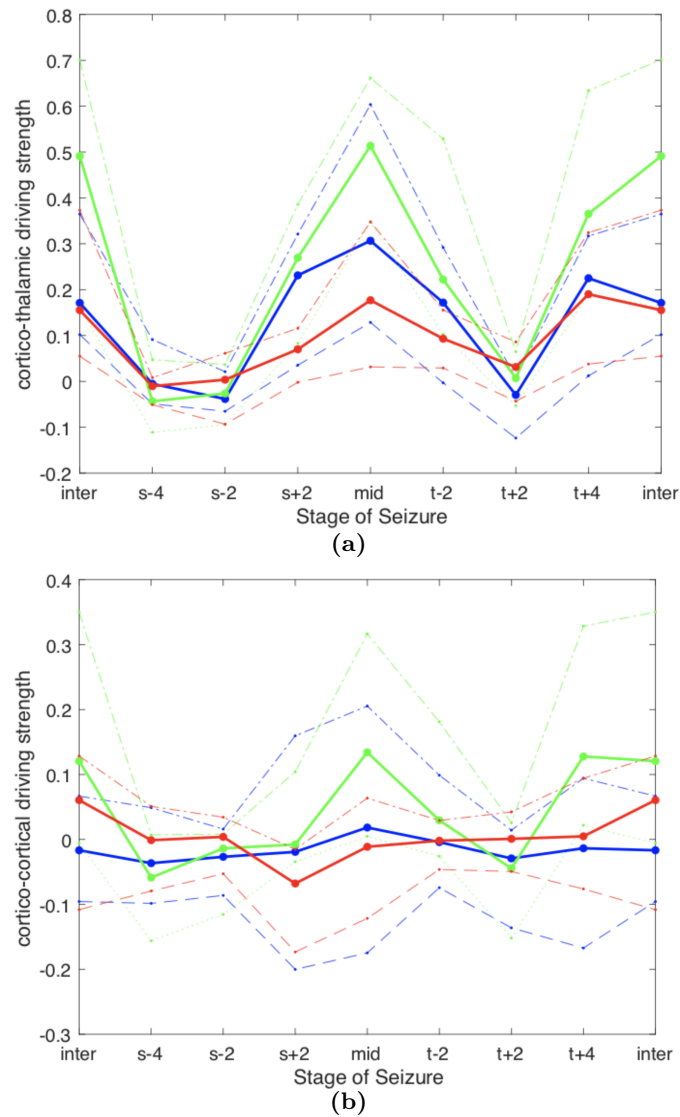 0.8
0.7
0.6
0.5
0.4
0.3
0.2
0.1
0
-0.1
-0.2
cortico-thalamic driving strength
inter s-4 s-2 s+2 mid t-2 t+2 t+4 inter
Stage of Seizure
(a)
0.4
0.3
0.2
0.1
0
-0.1
-0.2
-0.3
cortico-cortical driving strength
inter s-4 s-2 s+2 mid t-2 t+2 t+4 inter
Stage of Seizure
(b)